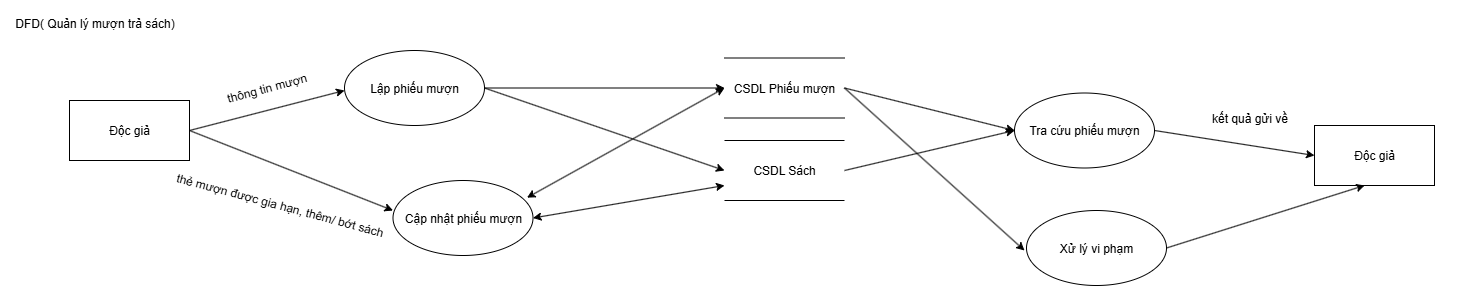 DFD( Quản lý mượn trả sách)
thông tin mượn
Lập phiếu mượn
CSDL Phiếu mượn
Độc giả
Tra cứu phiếu mượn
kết quả gửi về
Độc giả
CSDL Sách
thẻ mượn được gia hạn, thêm/ bớt sách
Cập nhật phiếu mượn
Xử lý vi phạm